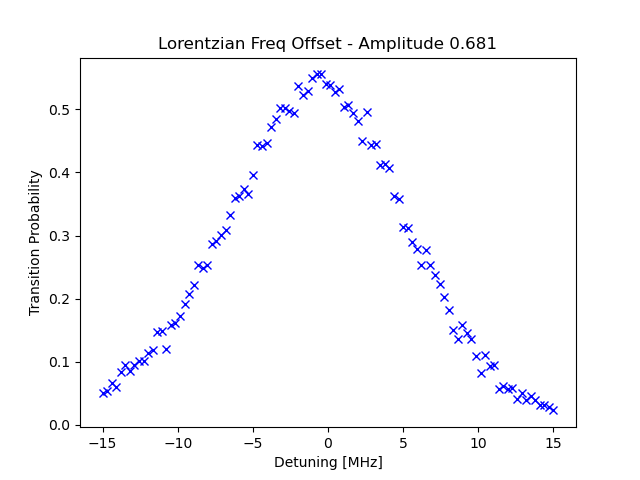 Lorentzian Freq Offset - Amplitude 0.681
Transition Probability
0.5
0.4
0.3
0.2
0.1
0.0
−15 −10 −5 0 5 10 15
Detuning [MHz]